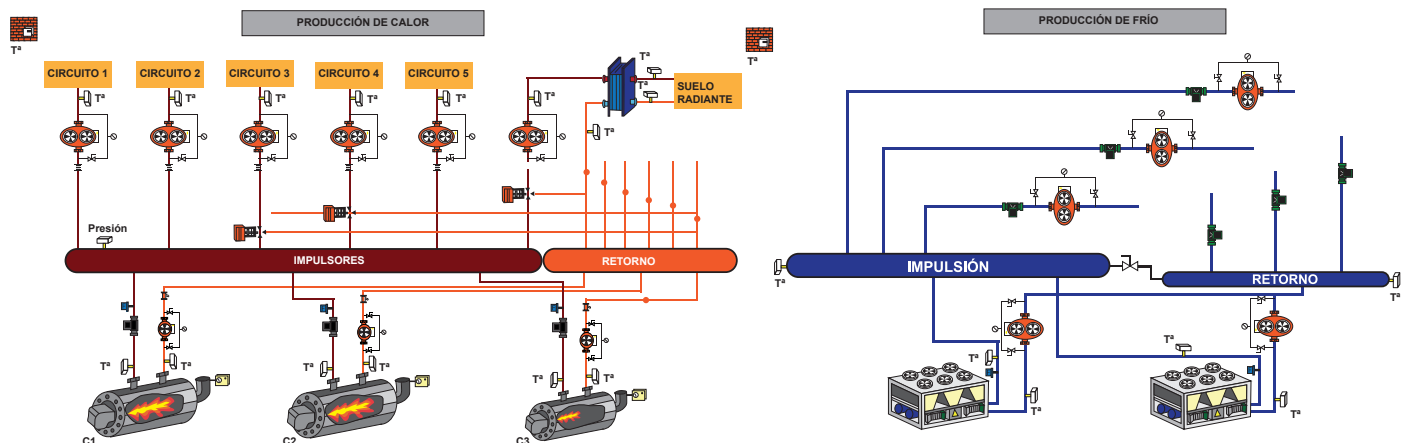 PRODUCCIÓN DE CALOR
PRODUCCIÓN DE FRÍO
Tª
Tª
CIRCUITO 1
CIRCUITO 2
CIRCUITO 3
CIRCUITO 4
CIRCUITO 5
Tª
Tª
SUELO
RADIANTE
Tª
Tª
Tª
Tª
Tª
Tª
Tª
Presión
IMPULSORES
RETORNO
IMPULSIÓN
RETORNO
Tª
Tª
Tª
Tª
Tª
Tª
Tª
Tª
Tª
Tª
Tª
Tª
C1
C2
C3